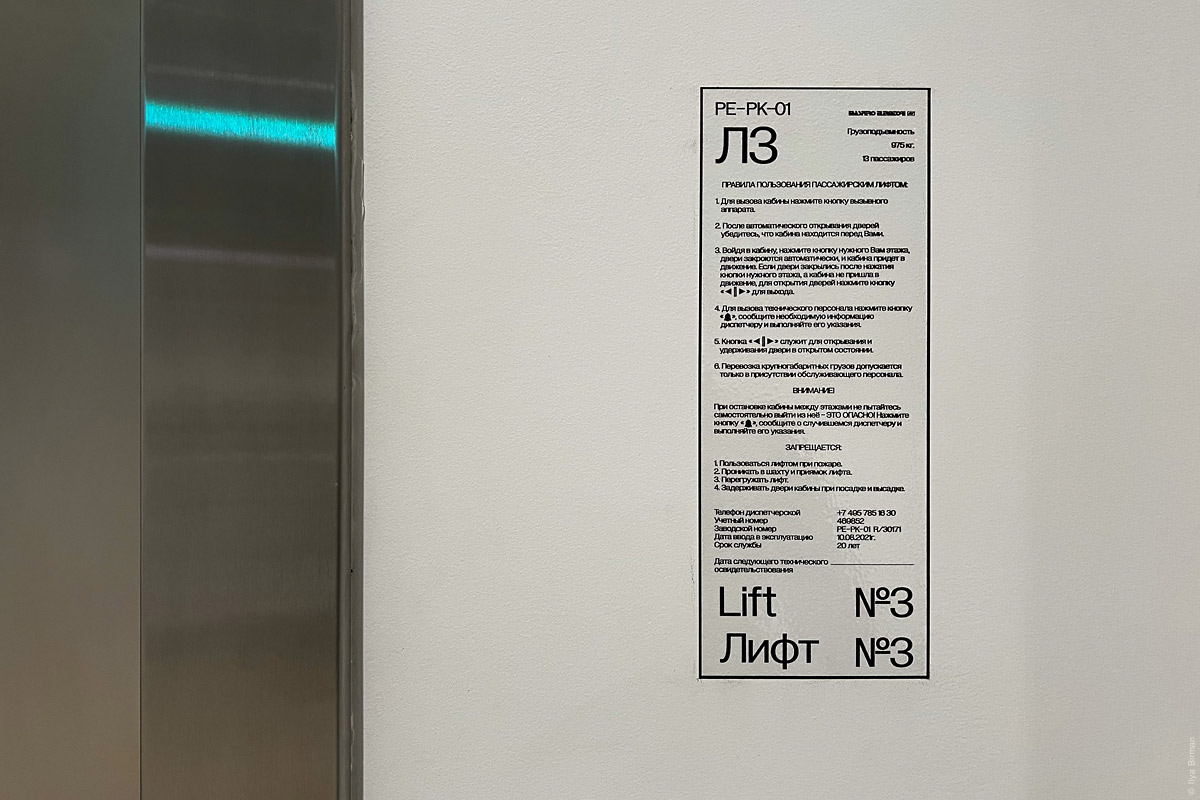 PE-PK-01
Л3
Грузоподъемность
975 кг.
13 пассажиров
ПРАВИЛА ПОЛЬЗОВАНИЯ ПАССАЖИРСКИМ ЛИФТОМ:
1. Для вызова кабины нажмите кнопку вызывного
аппарата.
2. После автоматического открывания дверей
убедитесь, что кабина находится перед Вами.
3. Войдя в кабину, нажмите кнопку нужного Вам этажа,
двери закроются автоматически, и кабина придет в
движение. Если двери закрылись после нажатия
кнопки нужного этажа, а кабина не пришла в
движение, для открытия дверей нажмите кнопку
«◄‖►» для выхода.
4. Для вызова технического персонала нажмите кнопку
«🔔», сообщите необходимую информацию
диспетчеру и выполняйте его указания.
5. Кнопка «◄‖►» служит для открывания и
удерживания двери в открытом состоянии.
6. Перевозка крупногабаритных грузов допускается
только в присутствии обслуживающего персонала.
ВНИМАНИЕ!
При остановке кабины между этажами не пытайтесь
самостоятельно выйти из неё – ЭТО ОПАСНО! Нажмите
кнопку «🔔», сообщите о случившемся диспетчеру и
выполняйте его указания.
ЗАПРЕЩАЕТСЯ:
1. Пользоваться лифтом при пожаре.
2. Проникать в шахту и приямок лифта.
3. Перегружать лифт.
4. Задерживать двери кабины при посадке и высадке.
Телефон диспетчерской +7 495 785 18 30
Учетный номер 469852
Заводской номер PE-PK-01 R/30171
Дата ввода в эксплуатацию 10.08.2021г.
Срок службы 20 лет
Дата следующего технического
освидетельствования
Lift №3
Лифт №3
© Ilya Birman